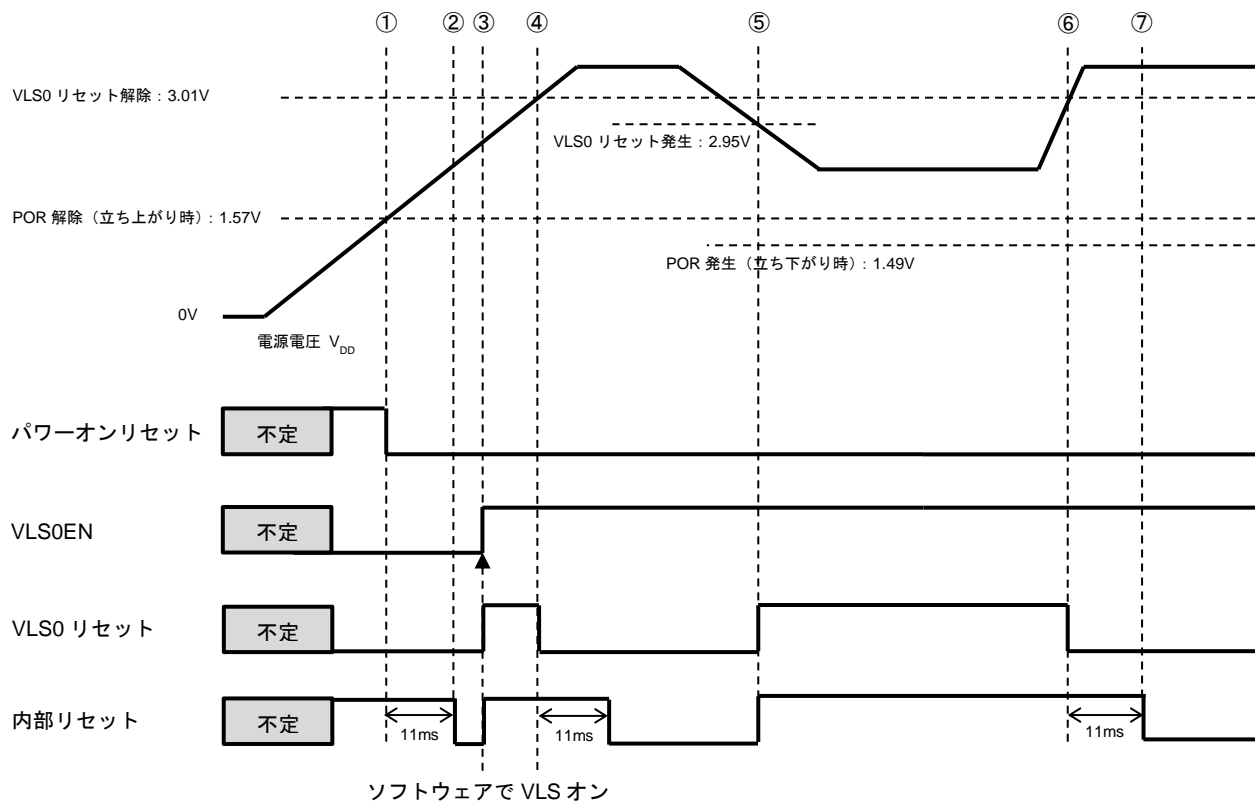 ① ② ③ ④ ⑤ ⑥ ⑦
VLS0 リセット解除：3.01V
VLS0 リセット発生：2.95V
POR 解除（立ち上がり時）：1.57V
POR 発生（立ち下がり時）：1.49V
0V
電源電圧 VDD
パワーオンリセット 不定
VLS0EN 不定
VLS0 リセット 不定
内部リセット 不定
11ms 11ms 11ms
ソフトウェアで VLS オン